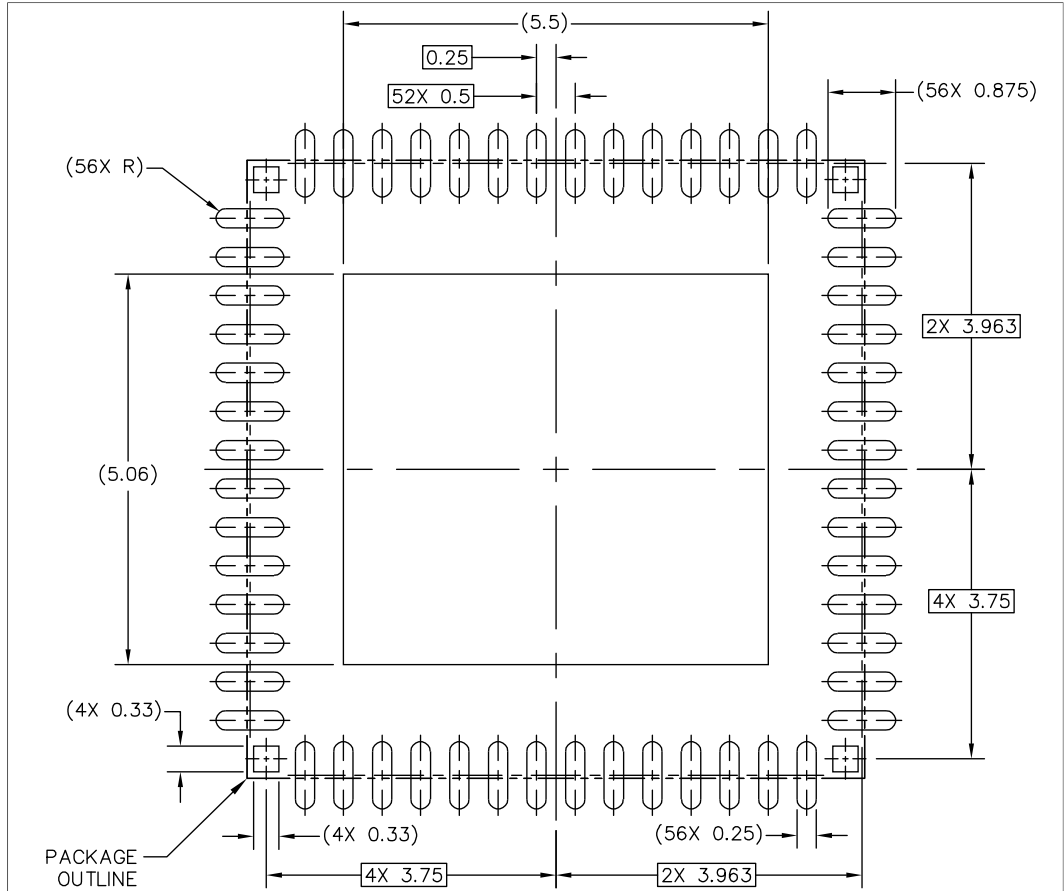 (5.5)
0.25
52X 0.5
(56X 0.875)
(56X R)
2X 3.963
(5.06)
4X 3.75
(4X 0.33)
(4X 0.33)
(56X 0.25)
PACKAGE
OUTLINE
4X 3.75
2X 3.963